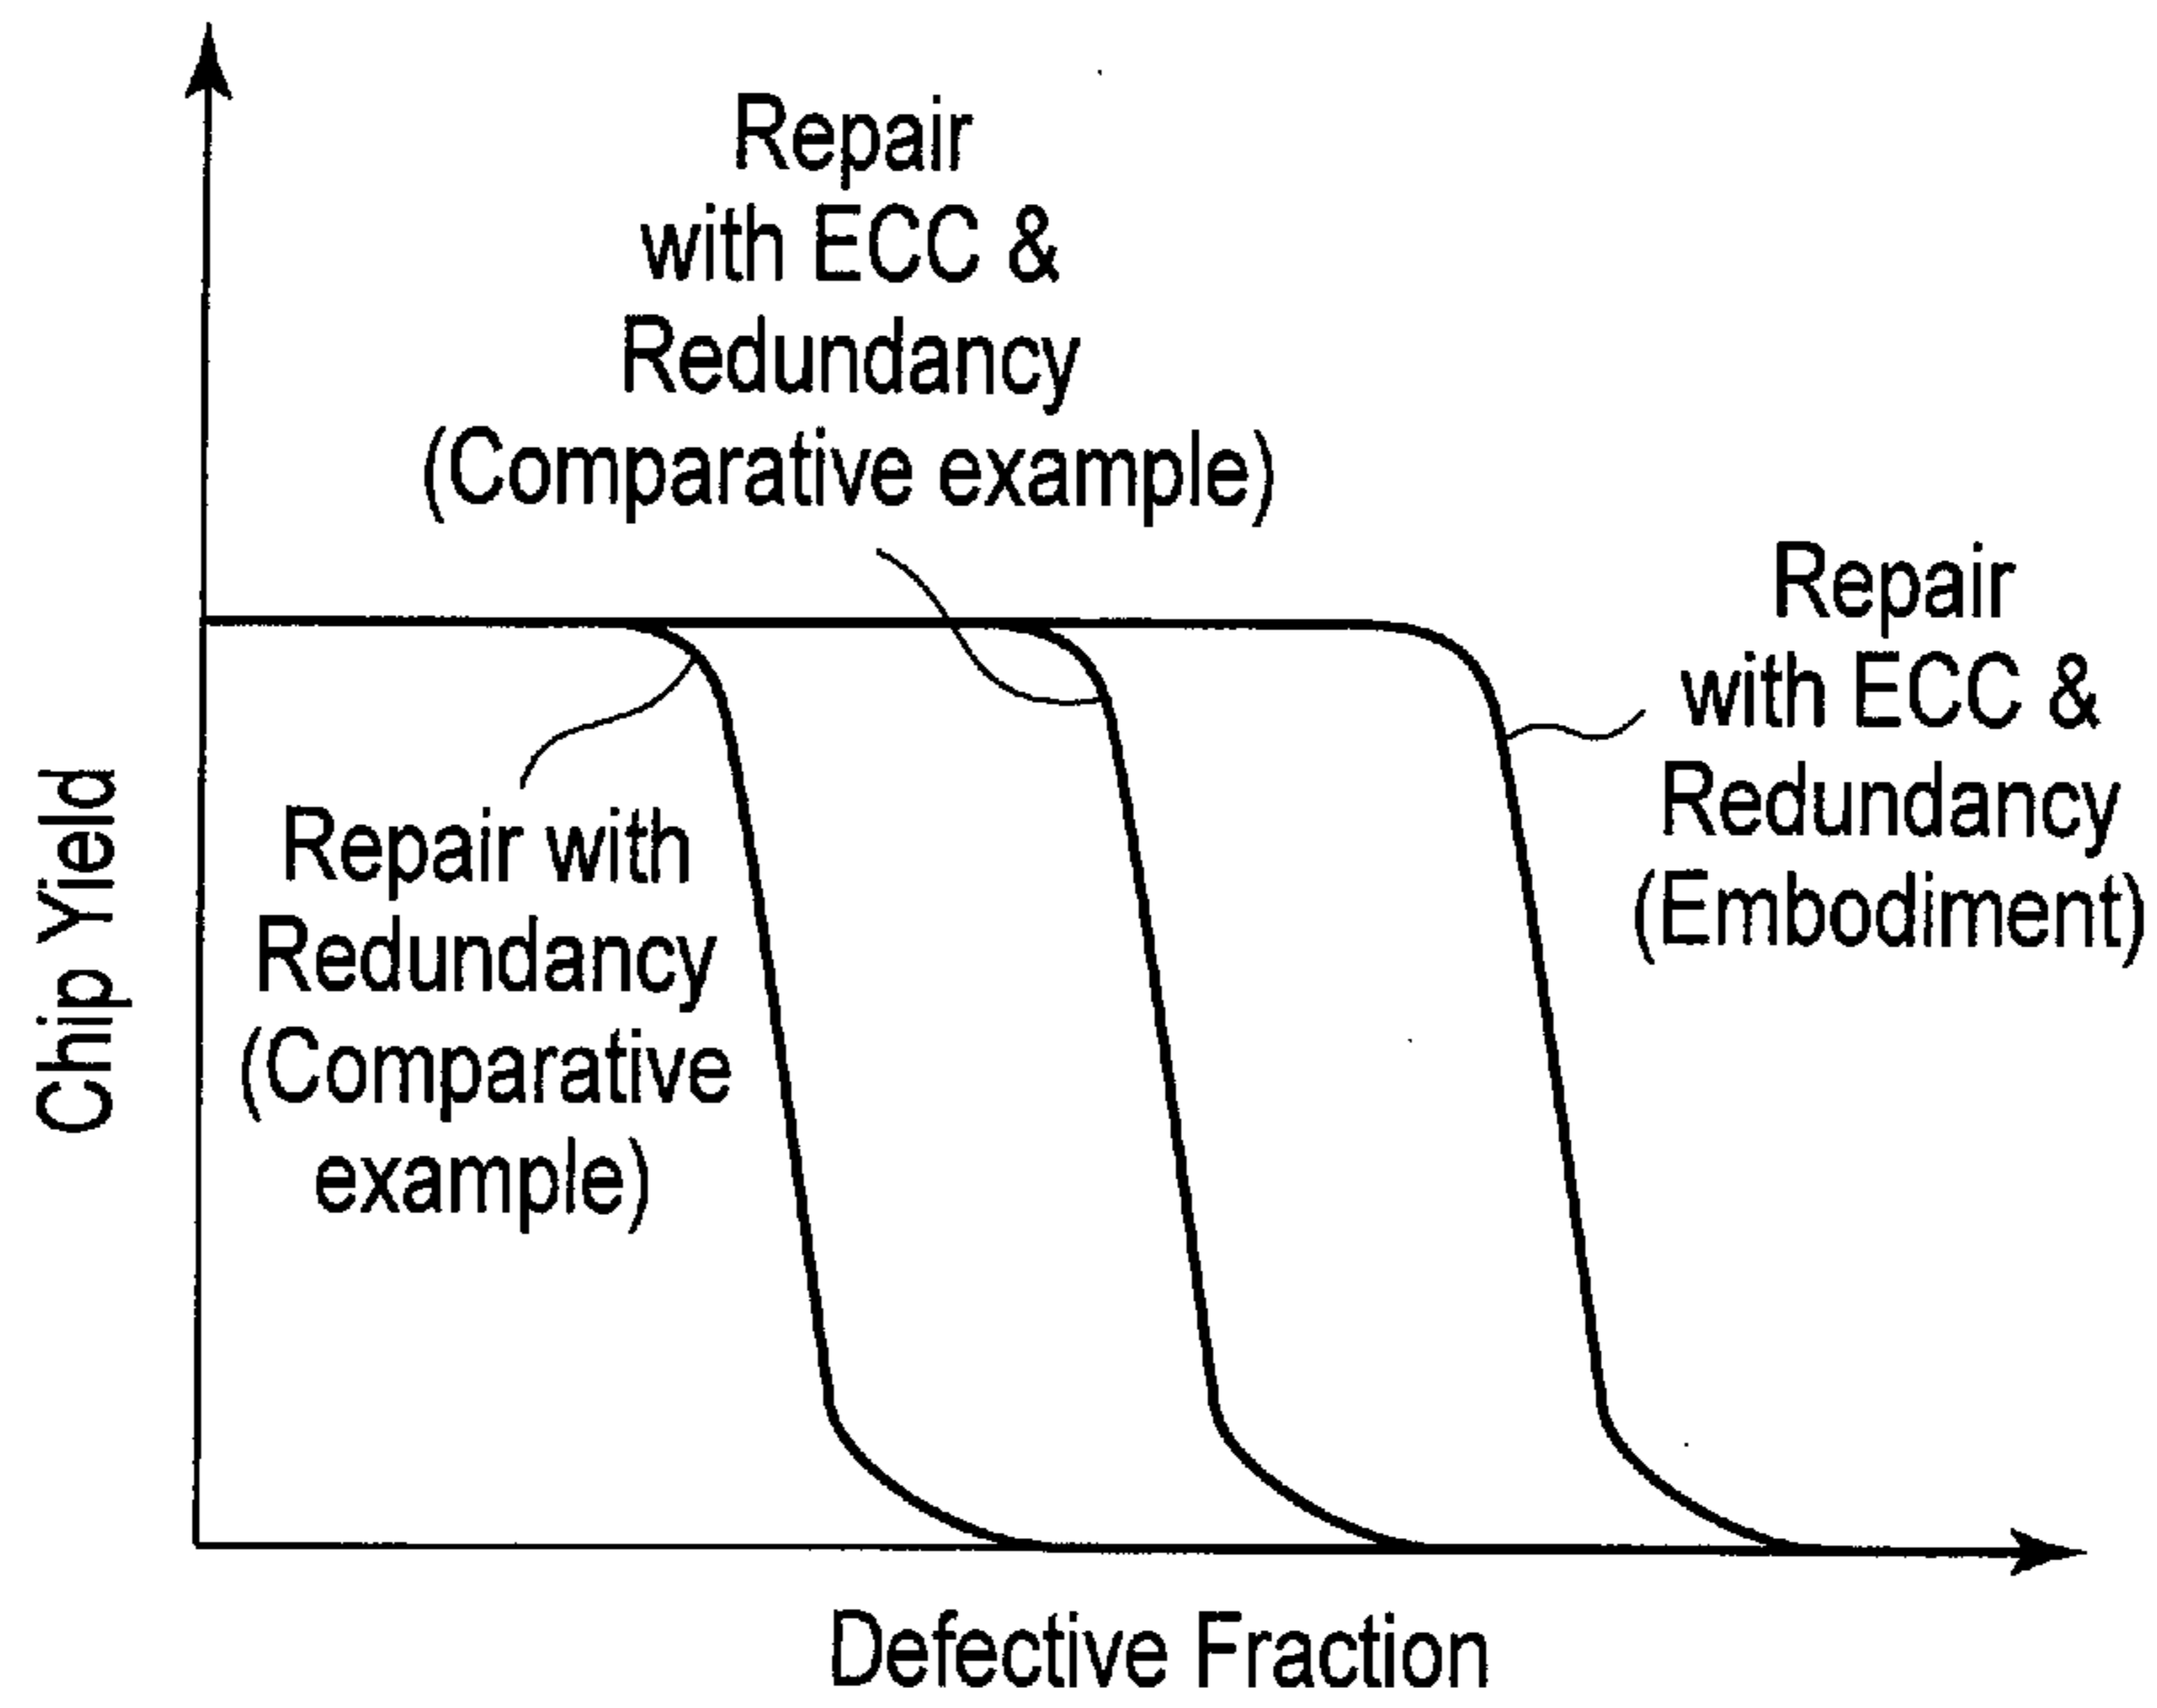 Repair
with ECC &
Redundancy
(Comparative example)
Repair
with ECC &
Redundancy
(Embodiment)
Repair with
Redundancy
(Comparative
example)
Chip Yield
Defective Fraction